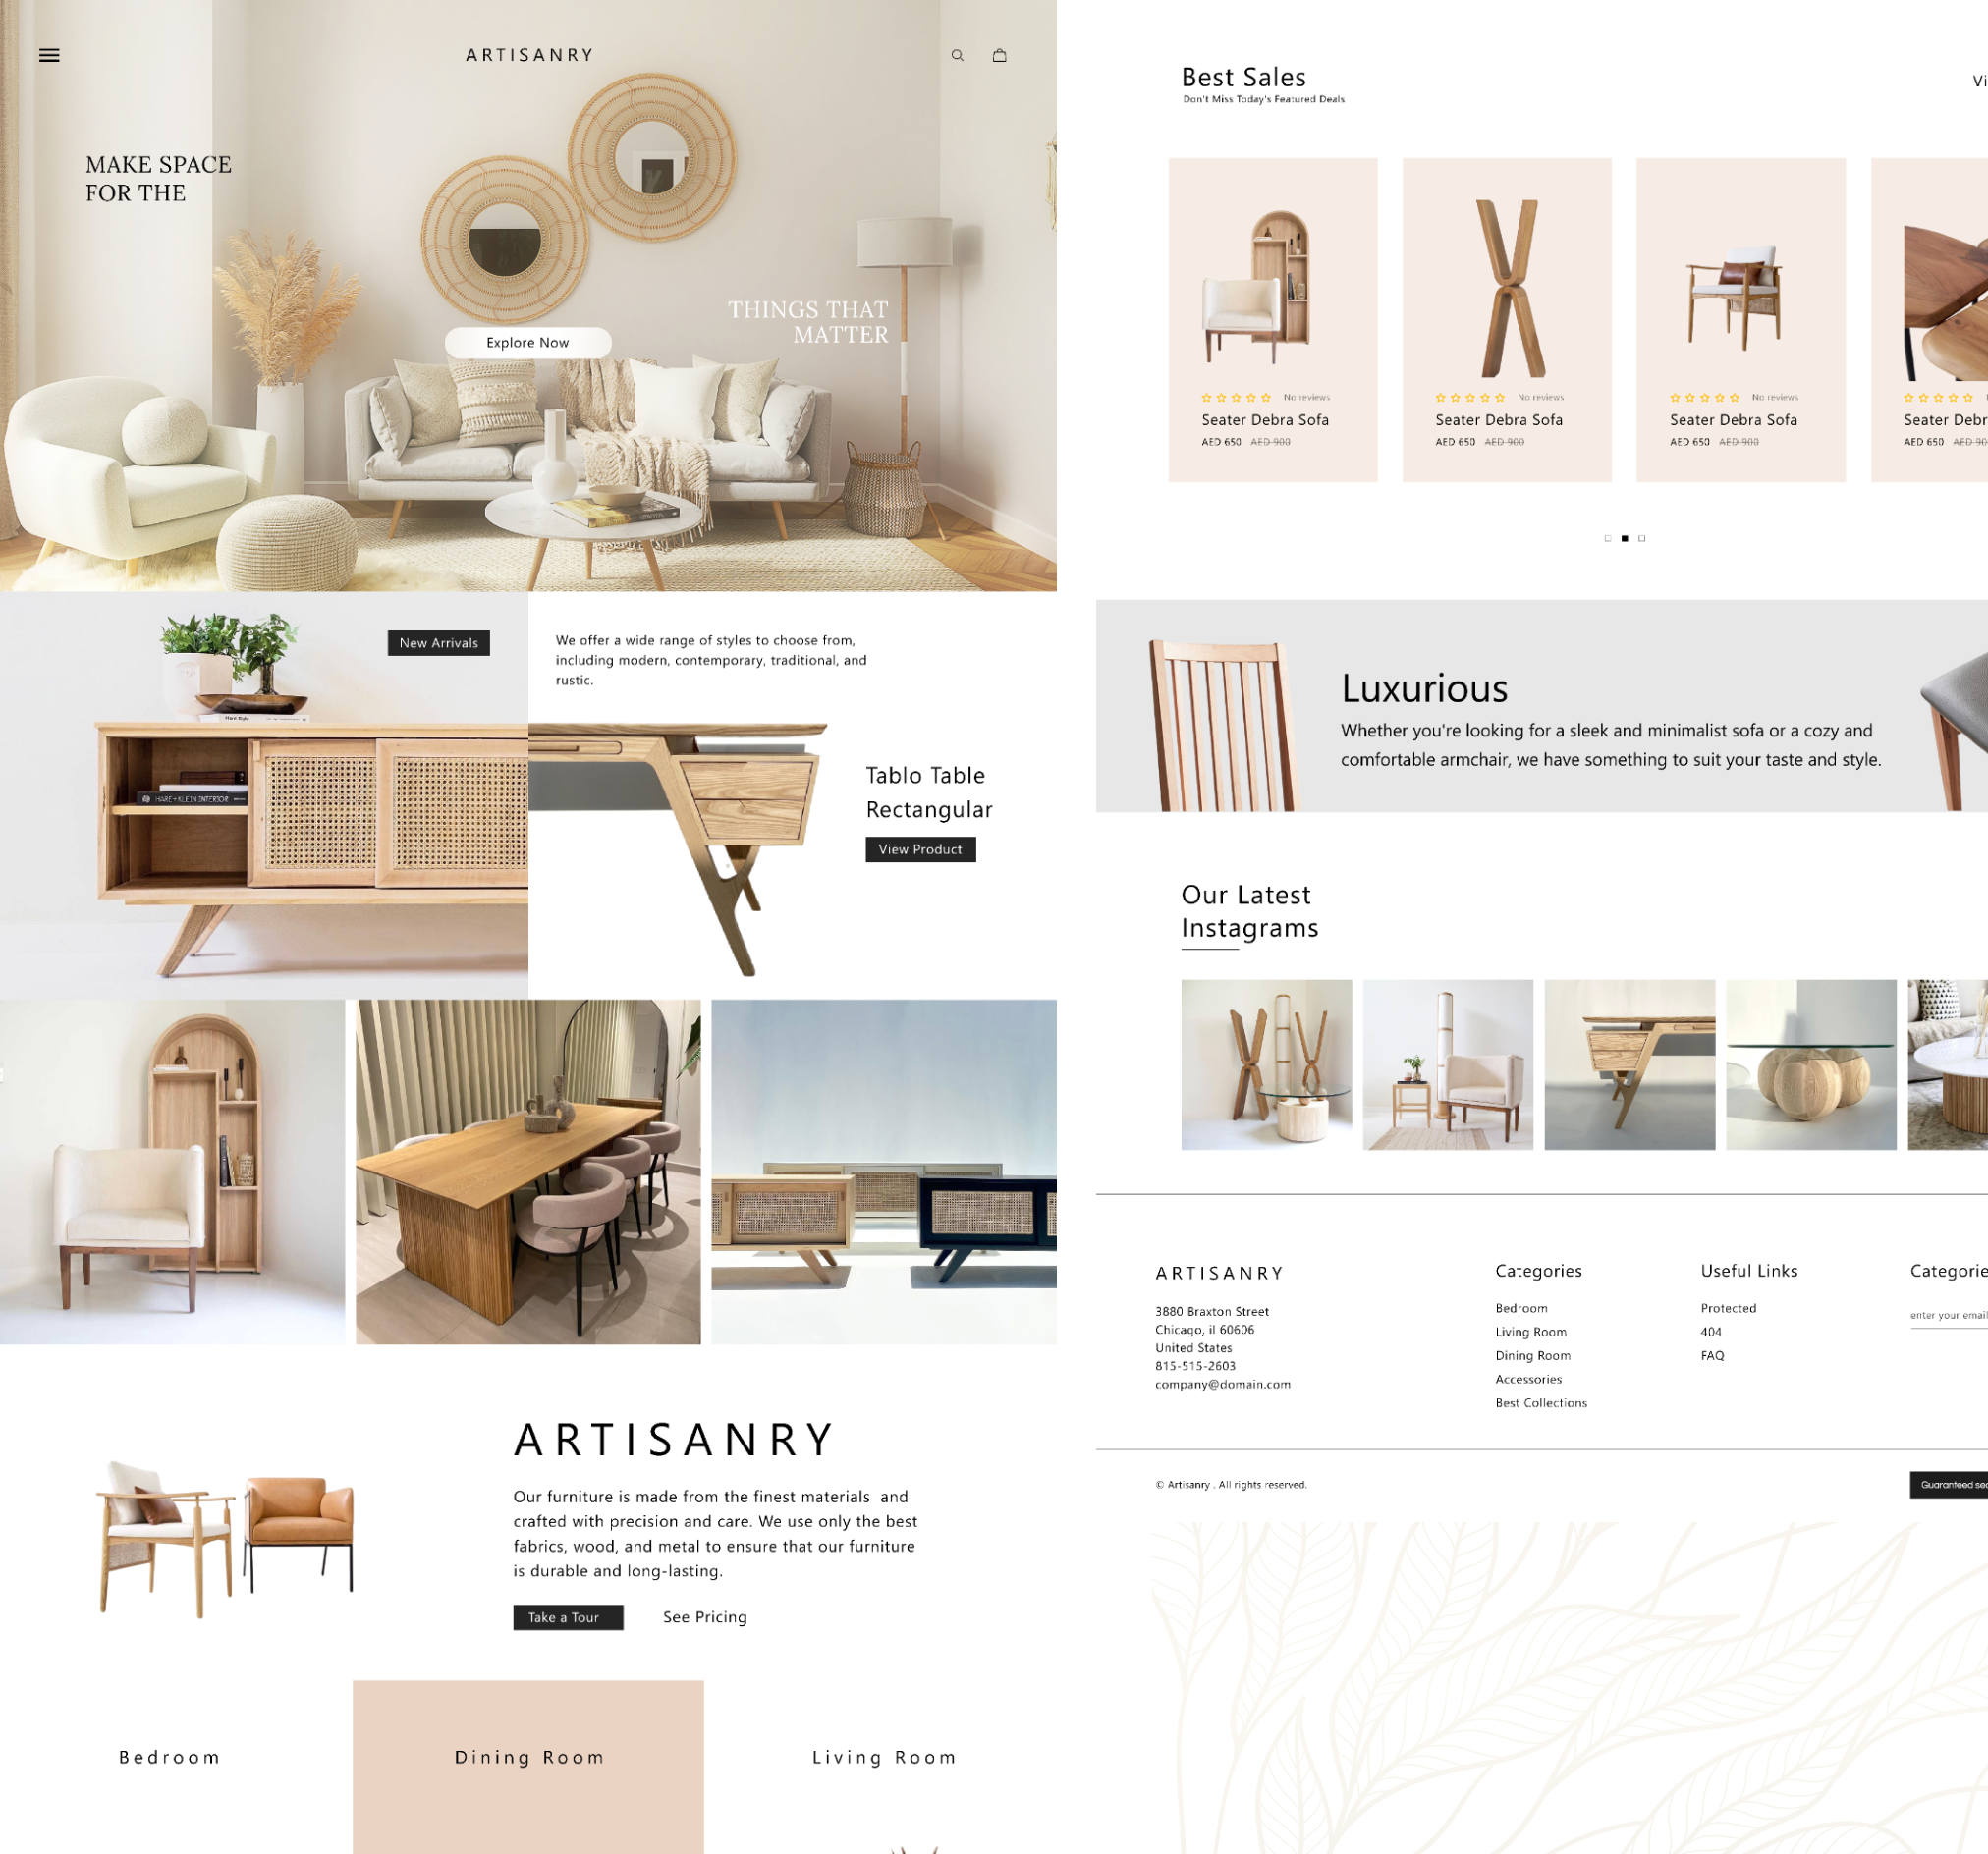 ARTISANRY
MAKE SPACE
FOR THE
THINGS THAT
MATTER
Explore Now
New Arrivals
We offer a wide range of styles to choose from,
including modern, contemporary, traditional, and
rustic.
HARE+KLEIN INTERIOR
Tablo Table
Rectangular
View Product
ARTISANRY
Our furniture is made from the finest materials  and
crafted with precision and care. We use only the best
fabrics, wood, and metal to ensure that our furniture
is durable and long-lasting.
Take a Tour
See Pricing
Bedroom
Dining Room
Living Room
Best Sales
Don't Miss Today's Featured Deals
No reviews
Seater Debra Sofa
AED 650 AED 900
No reviews
Seater Debra Sofa
AED 650 AED 900
No reviews
Seater Debra Sofa
AED 650 AED 900
Seater Debr
AED 650 AED 90
Luxurious
Whether you're looking for a sleek and minimalist sofa or a cozy and
comfortable armchair, we have something to suit your taste and style.
Our Latest
Instagrams
ARTISANRY
3880 Braxton Street
Chicago, il 60606
United States
815-515-2603
company@domain.com
Categories
Bedroom
Living Room
Dining Room
Accessories
Best Collections
Useful Links
Protected
404
FAQ
Categorie
enter your email
© Artisanry . All rights reserved.
Guaranteed sec